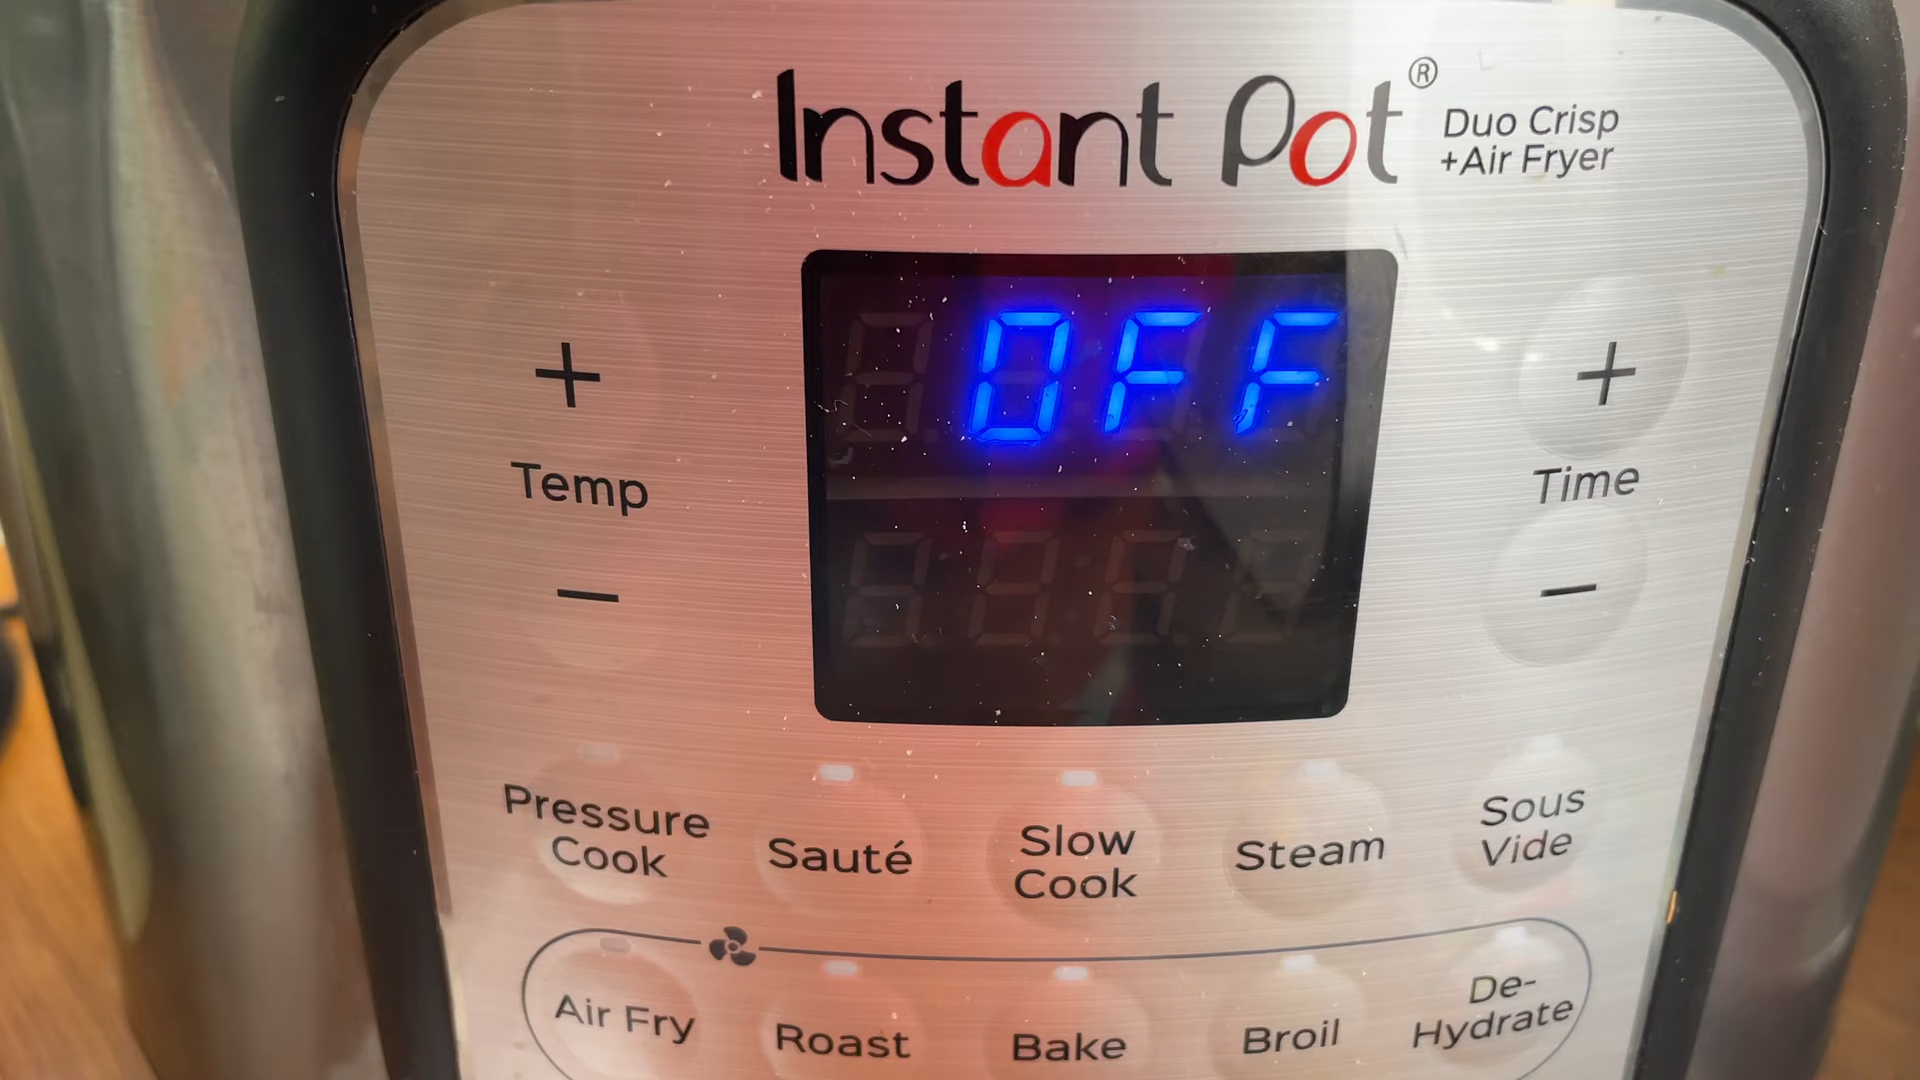 Instant Pot®
Duo Crisp
+Air Fryer
OFF
+
+
Temp
Time
−
−
Pressure
Cook
Sauté
Slow
Cook
Steam
Sous
Vide
Air Fry
Roast
Bake
Broil
De-
Hydrate